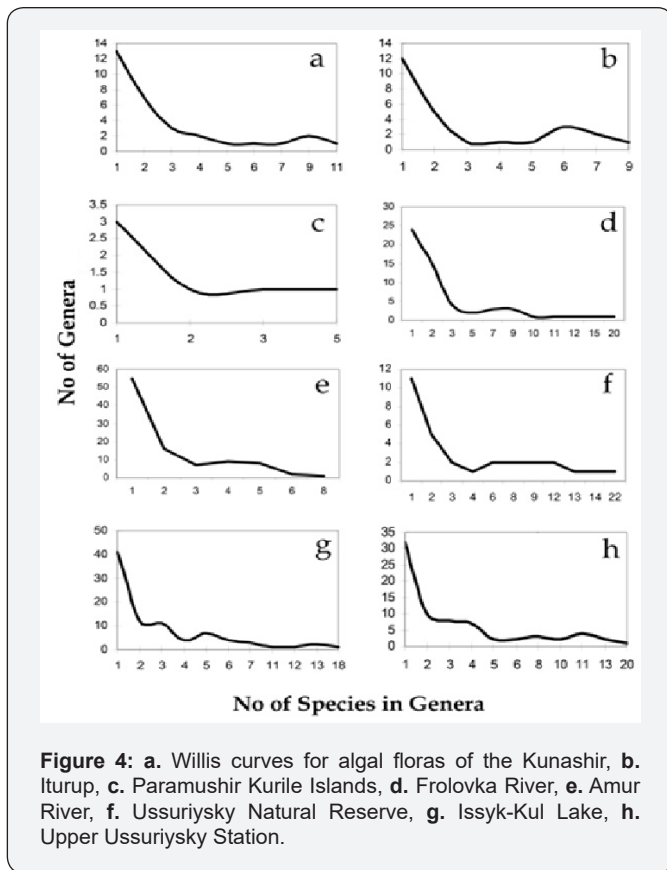 a
14
12
10
8
6
4
2
0
1 2 3 4 5 6 7 9 11
b
14
12
10
8
6
4
2
0
1 2 3 4 5 6 7 9
c
3.5
3
2.5
2
1.5
1
0.5
0
1 2 3 5
d
30
25
20
15
10
5
0
1 2 3 5 7 9 10 11 12 15 20
No of Genera
e
60
50
40
30
20
10
0
1 2 3 4 5 6 8
f
12
10
8
6
4
2
0
1 2 3 4 6 8 9 12 13 14 22
g
50
40
30
20
10
0
1 2 3 4 5 6 7 11 12 13 18
h
35
30
25
20
15
10
5
0
1 2 3 4 5 6 8 10 11 13 20
No of Species in Genera
Figure 4: a. Willis curves for algal floras of the Kunashir, b.
Iturup, c. Paramushir Kurile Islands, d. Frolovka River, e. Amur
River, f. Ussuriysky Natural Reserve, g. Issyk-Kul Lake, h.
Upper Ussuriysky Station.